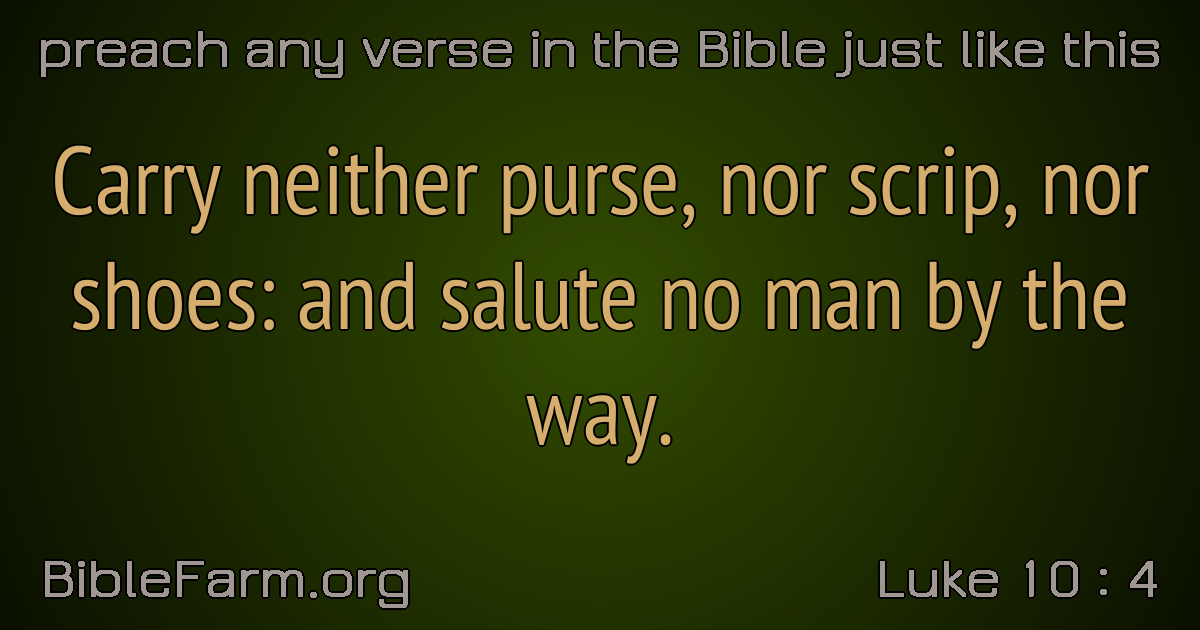 preach any verse in the Bible just like this
Carry neither purse, nor scrip, nor
shoes: and salute no man by the
way.
BibleFarm.org
Luke 10 : 4